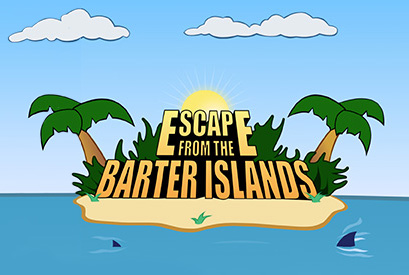 ESCAPE
FROM THE
BARTER ISLANDS